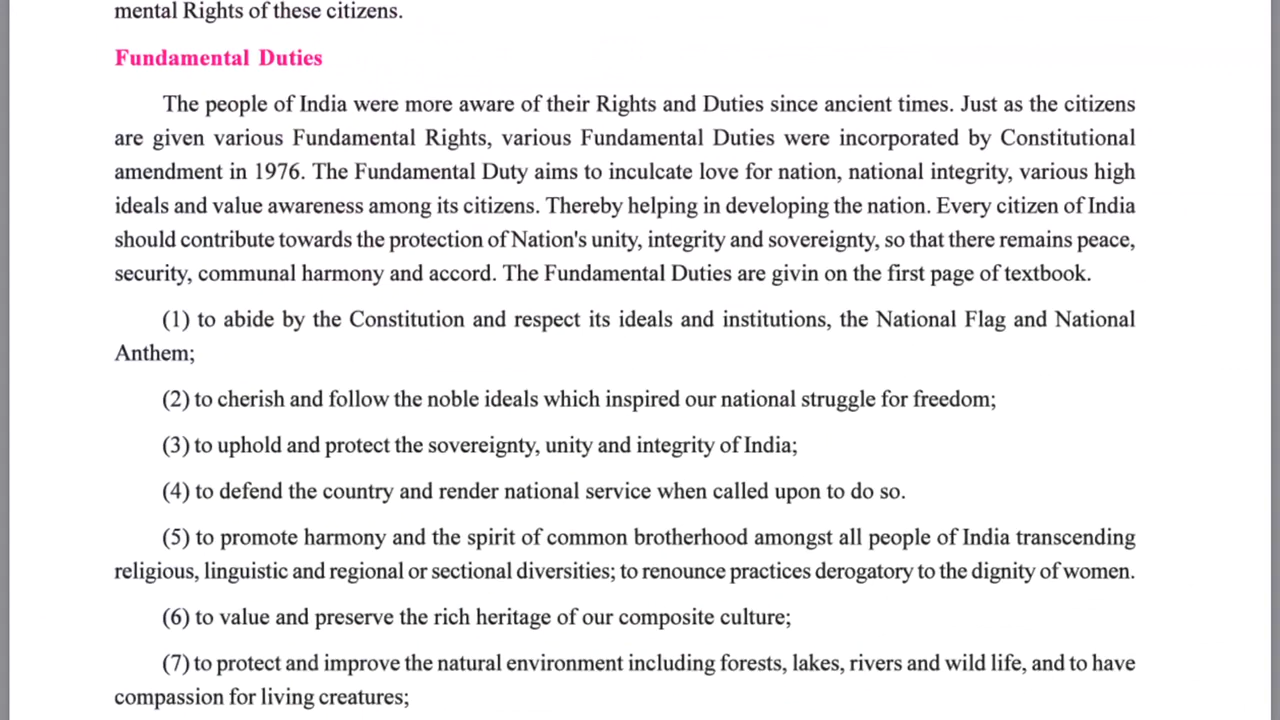 mental Rights of these citizens.
Fundamental Duties
The people of India were more aware of their Rights and Duties since ancient times. Just as the citizens
are given various Fundamental Rights, various Fundamental Duties were incorporated by Constitutional
amendment in 1976. The Fundamental Duty aims to inculcate love for nation, national integrity, various high
ideals and value awareness among its citizens. Thereby helping in developing the nation. Every citizen of India
should contribute towards the protection of Nation's unity, integrity and sovereignty, so that there remains peace,
security, communal harmony and accord. The Fundamental Duties are givin on the first page of textbook.
(1) to abide by the Constitution and respect its ideals and institutions, the National Flag and National
Anthem;
(2) to cherish and follow the noble ideals which inspired our national struggle for freedom;
(3) to uphold and protect the sovereignty, unity and integrity of India;
(4) to defend the country and render national service when called upon to do so.
(5) to promote harmony and the spirit of common brotherhood amongst all people of India transcending
religious, linguistic and regional or sectional diversities; to renounce practices derogatory to the dignity of women.
(6) to value and preserve the rich heritage of our composite culture;
(7) to protect and improve the natural environment including forests, lakes, rivers and wild life, and to have
compassion for living creatures;